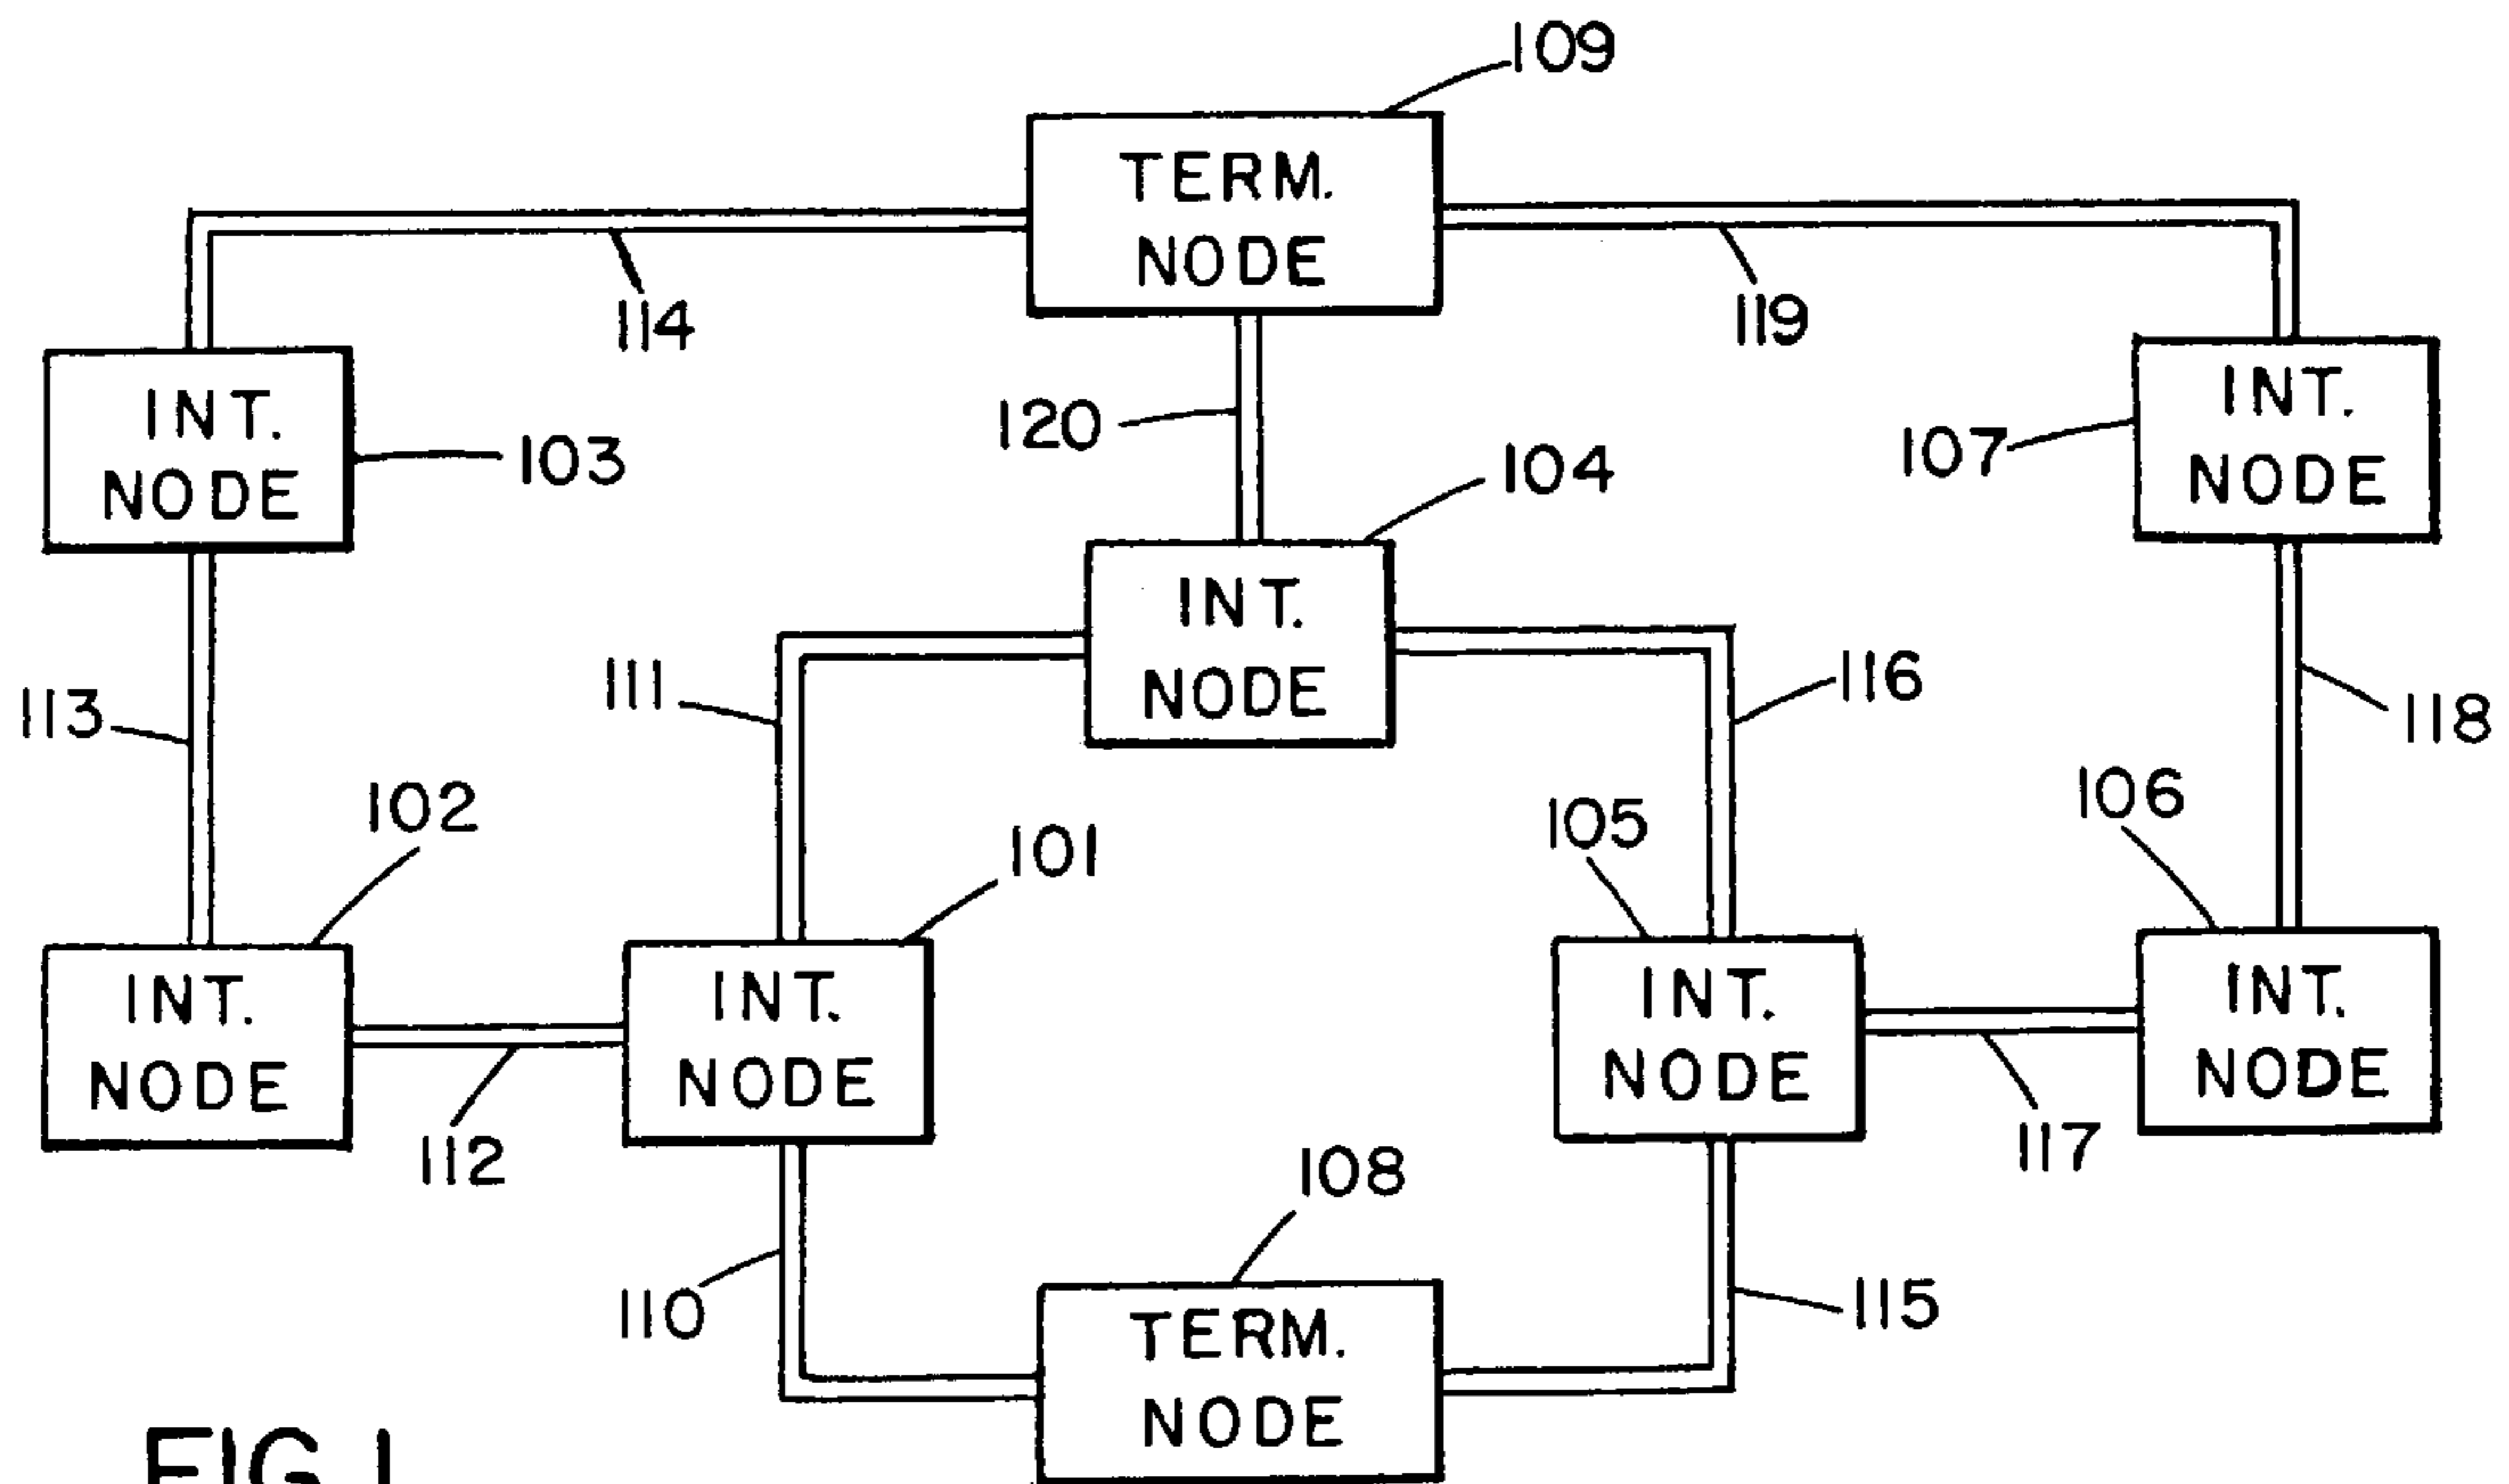 109
TERM.
NODE
114
119
INT.
NODE
103
120
104
107
INT.
NODE
INT.
NODE
113
111
116
118
102
101
105
106
INT.
NODE
INT.
NODE
INT.
NODE
INT.
NODE
112
117
108
110
115
TERM.
NODE
FIG.1